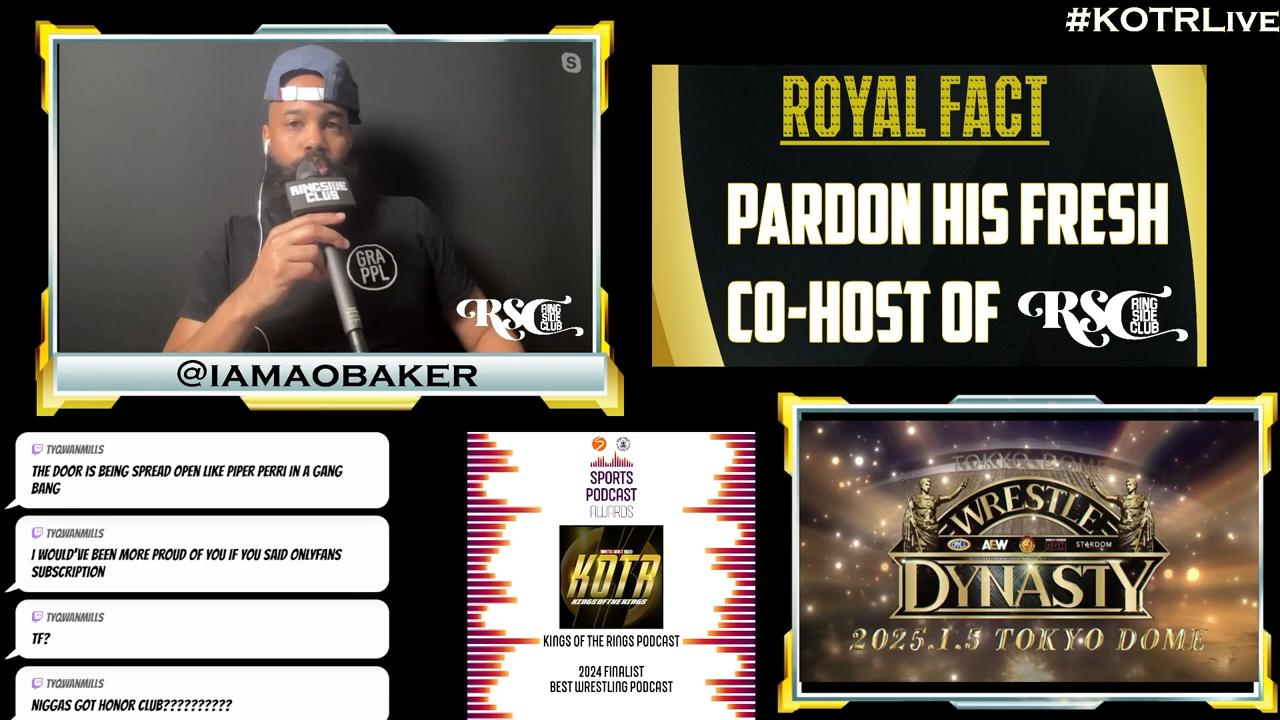 #KOTRLIVE
S
RINGSIDE
CLUB
GRA
PPL
RSC
RING
SIDE
CLUB
@IAMAOBAKER
ROYAL FACT
PARDON HIS FRESH
CO-HOST OF
RSC
RING
SIDE
CLUB
TYQWANMILLS
THE DOOR IS BEING SPREAD OPEN LIKE PIPER PERRI IN A GANG
BANG
TYQWANMILLS
I WOULD'VE BEEN MORE PROUD OF YOU IF YOU SAID ONLYFANS
SUBSCRIPTION
TYQWANMILLS
TF?
TYQWANMILLS
NIGGAS GOT HONOR CLUB??????????
SPORTS
PODCAST
AWARDS
KOTR
KINGS OF THE RINGS
KINGS OF THE RINGS PODCAST
2024 FINALIST
BEST WRESTLING PODCAST
TOKYO DOME
WRESTLE
CMLL AEW STARDOM
DYNASTY
2025.1.5 TOKYO DOME